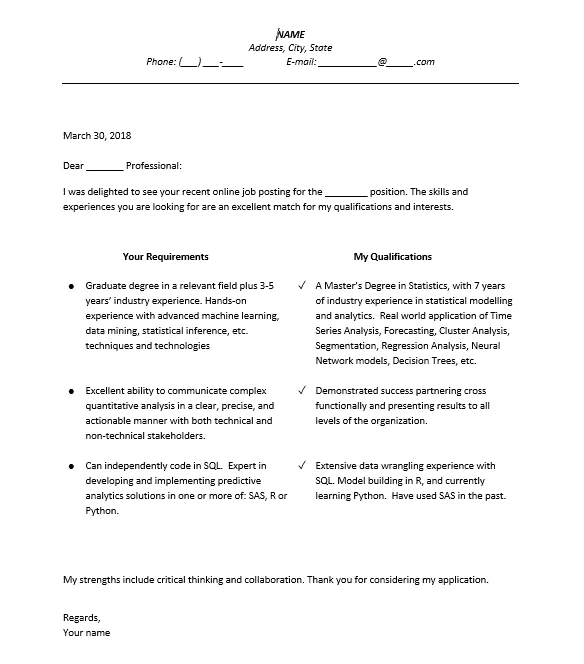 NAME
Address, City, State
Phone: (___) ___-____ E-mail: ____________@_____.com
March 30, 2018
Dear _______ Professional:
I was delighted to see your recent online job posting for the ________ position. The skills and
experiences you are looking for are an excellent match for my qualifications and interests.
Your Requirements
● Graduate degree in a relevant field plus 3-5
years’ industry experience. Hands-on
experience with advanced machine learning,
data mining, statistical inference, etc.
techniques and technologies
● Excellent ability to communicate complex
quantitative analysis in a clear, precise, and
actionable manner with both technical and
non-technical stakeholders.
● Can independently code in SQL. Expert in
developing and implementing predictive
analytics solutions in one or more of: SAS, R or
Python.
My Qualifications
✓ A Master’s Degree in Statistics, with 7 years
of industry experience in statistical modelling
and analytics. Real world application of Time
Series Analysis, Forecasting, Cluster Analysis,
Segmentation, Regression Analysis, Neural
Network models, Decision Trees, etc.
✓ Demonstrated success partnering cross
functionally and presenting results to all
levels of the organization.
✓ Extensive data wrangling experience with
SQL. Model building in R, and currently
learning Python. Have used SAS in the past.
My strengths include critical thinking and collaboration. Thank you for considering my application.
Regards,
Your name